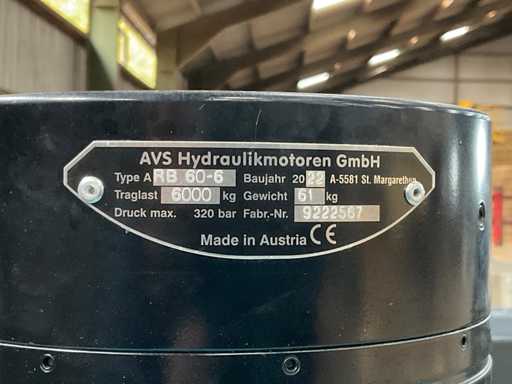 AVS Hydraulikmotoren GmbH
Type ARB 60-6 Baujahr 2022 A-5581 St. Margarethen
Traglast 6000 kg Gewicht 61 kg
Druck max. 320 bar Fabr.-Nr. 9222567
Made in Austria CE